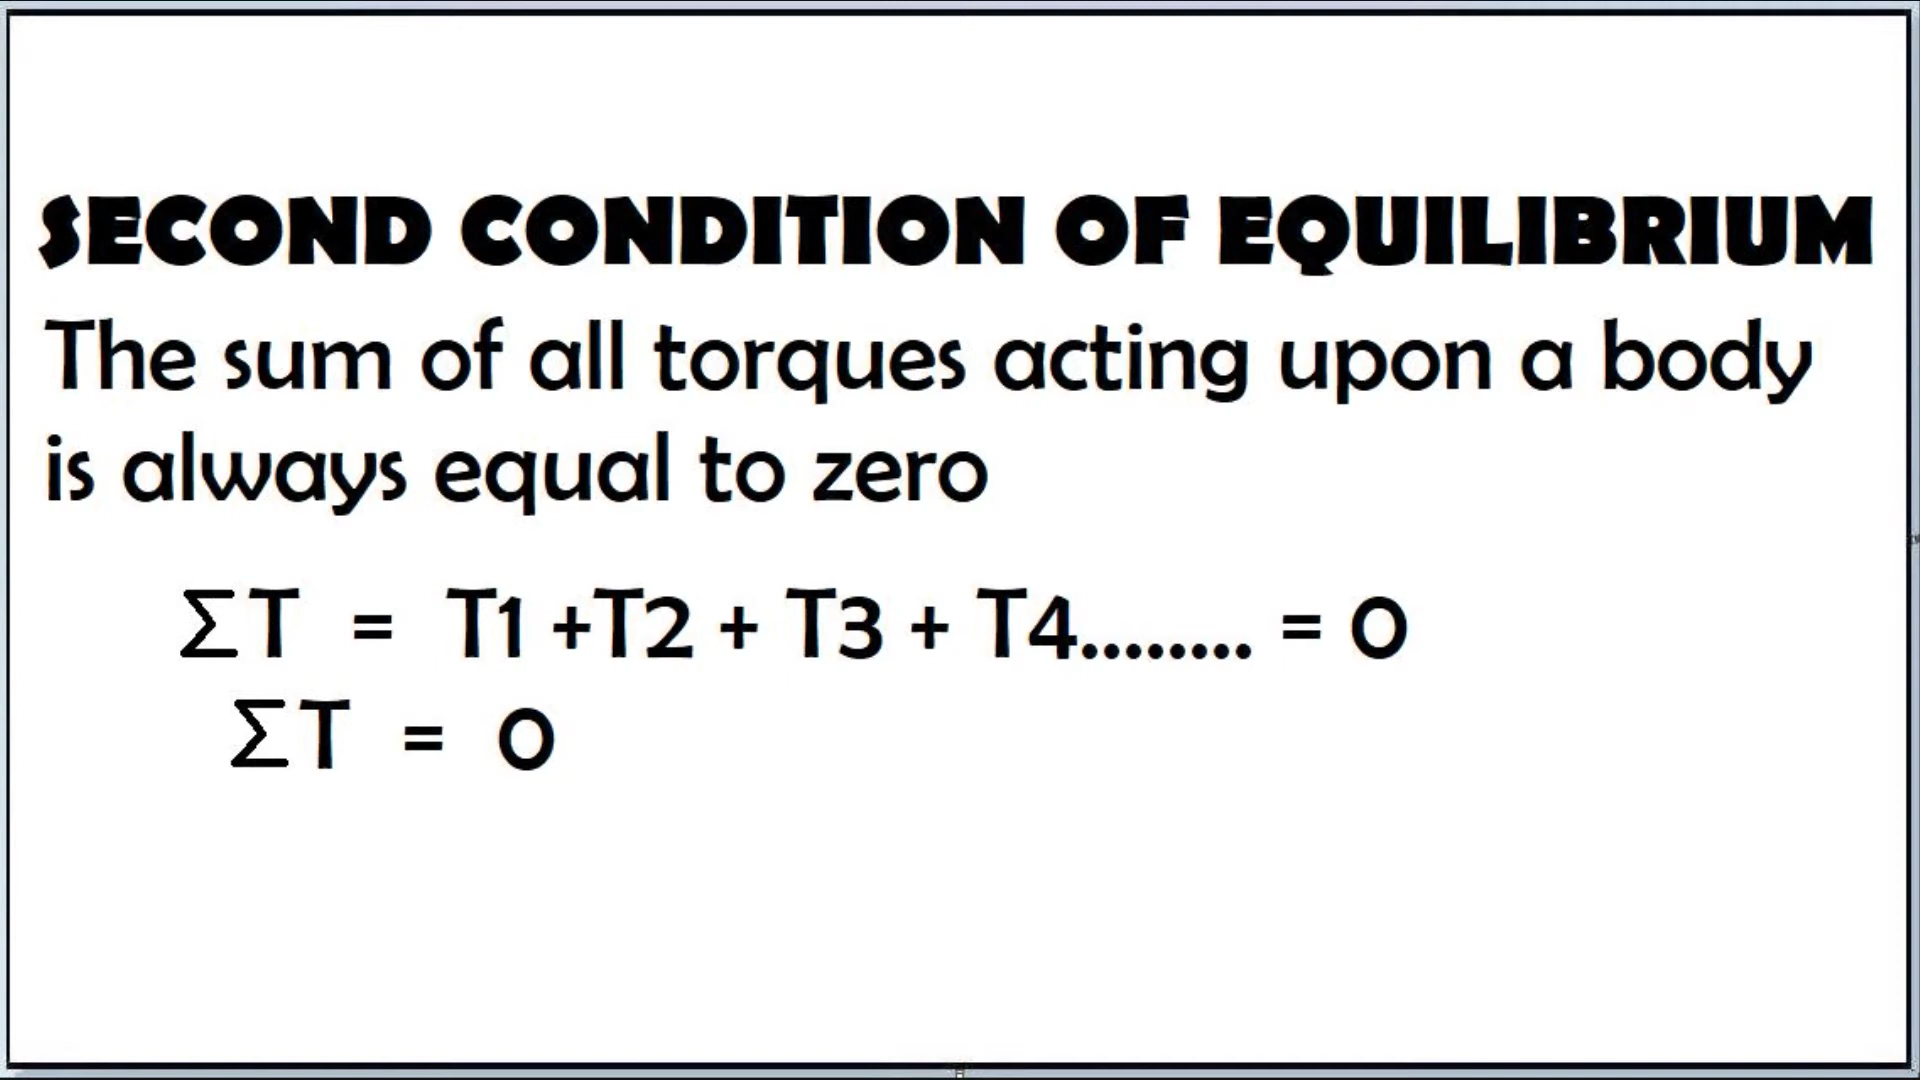 SECOND CONDITION OF EQUILIBRIUM
The sum of all torques acting upon a body
is always equal to zero
ΣT = T1 +T2 + T3 + T4........ = 0
ΣT = 0